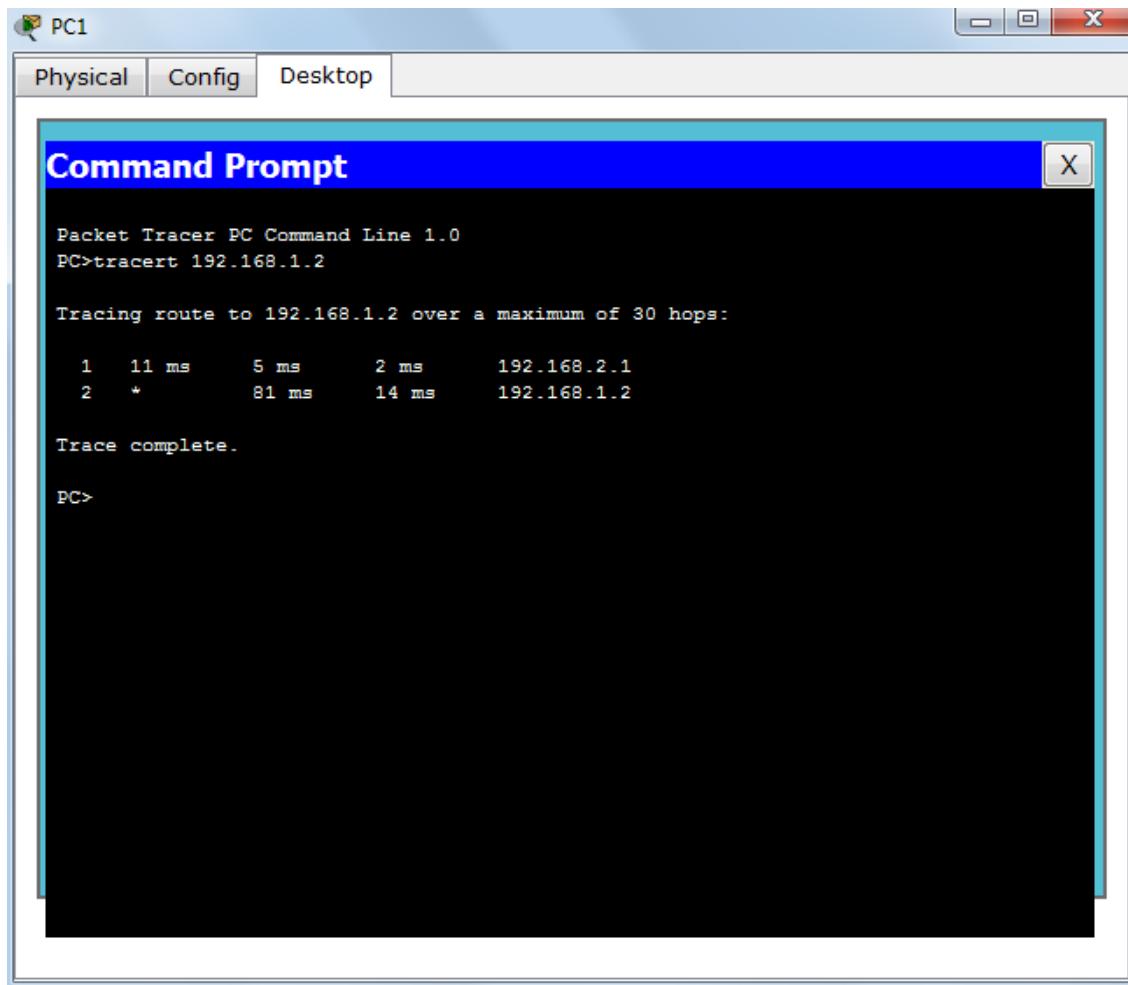 PC1
Physical Config Desktop
Command Prompt X
Packet Tracer PC Command Line 1.0
PC>tracert 192.168.1.2
Tracing route to 192.168.1.2 over a maximum of 30 hops:
1 11 ms 5 ms 2 ms 192.168.2.1
2 * 81 ms 14 ms 192.168.1.2
Trace complete.
PC>